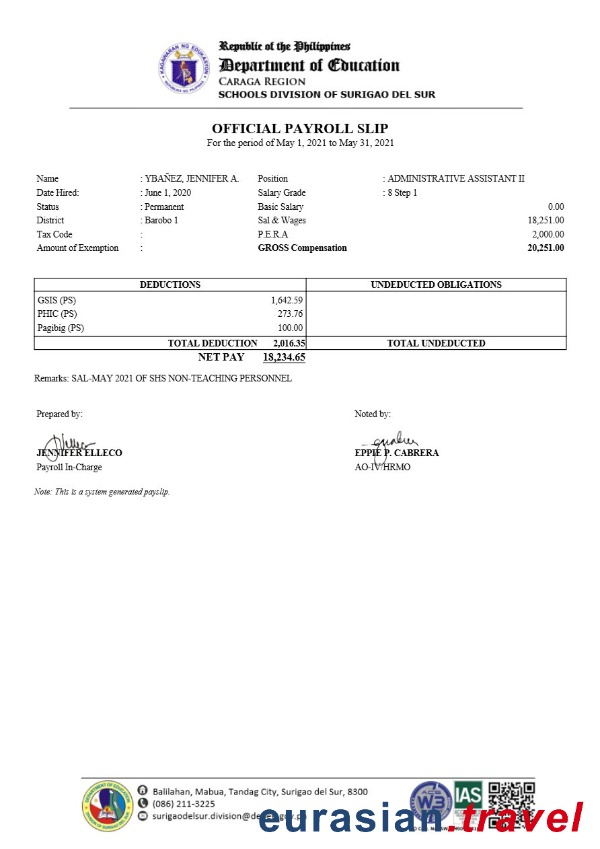 Republic of the Philippines
Department of Education
CARAGA REGION
SCHOOLS DIVISION OF SURIGAO DEL SUR
OFFICIAL PAYROLL SLIP
For the period of May 1, 2021 to May 31, 2021
Name : YBAÑEZ, JENNIFER A. Position : ADMINISTRATIVE ASSISTANT II
Date Hired: : June 1, 2020 Salary Grade : 8 Step 1
Status : Permanent Basic Salary 0.00
District : Barobo 1 Sal & Wages 18,251.00
Tax Code : P.E.R.A 2,000.00
Amount of Exemption : GROSS Compensation 20,251.00
DEDUCTIONS UNDEDUCTED OBLIGATIONS
GSIS (PS) 1,642.59
PHIC (PS) 273.76
Pagibig (PS) 100.00
TOTAL DEDUCTION 2,016.35 TOTAL UNDEDUCTED
NET PAY 18,234.65
Remarks: SAL-MAY 2021 OF SHS NON-TEACHING PERSONNEL
Prepared by: Noted by:
JENNIFER ELLECO EPPIE P. CABRERA
Payroll In-Charge AO-IV/HRMO
Note: This is a system generated payslip.
Balilahan, Mabua, Tandag City, Surigao del Sur, 8300
(086) 211-3225
surigaodelsur.division@deped.gov.ph
IAS
eurasian.travel